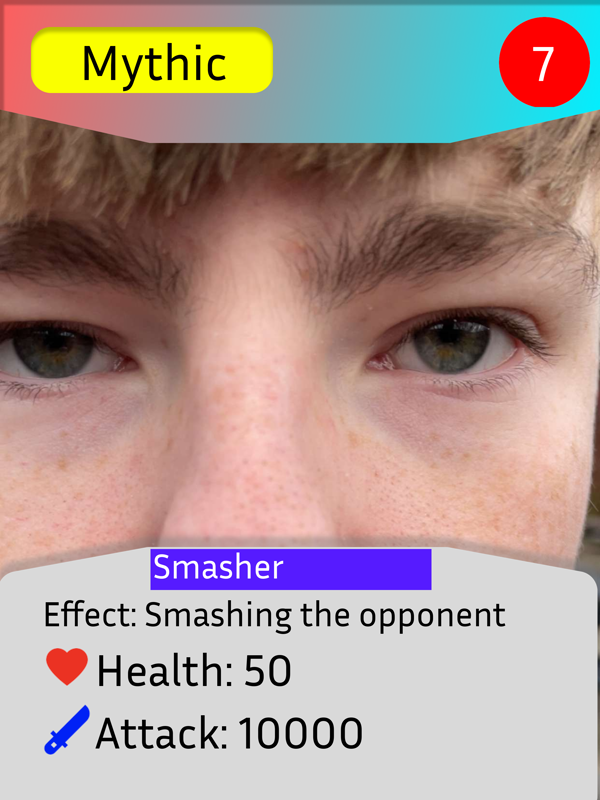 Mythic
7
Smasher
Effect: Smashing the opponent
Health: 50
Attack: 10000